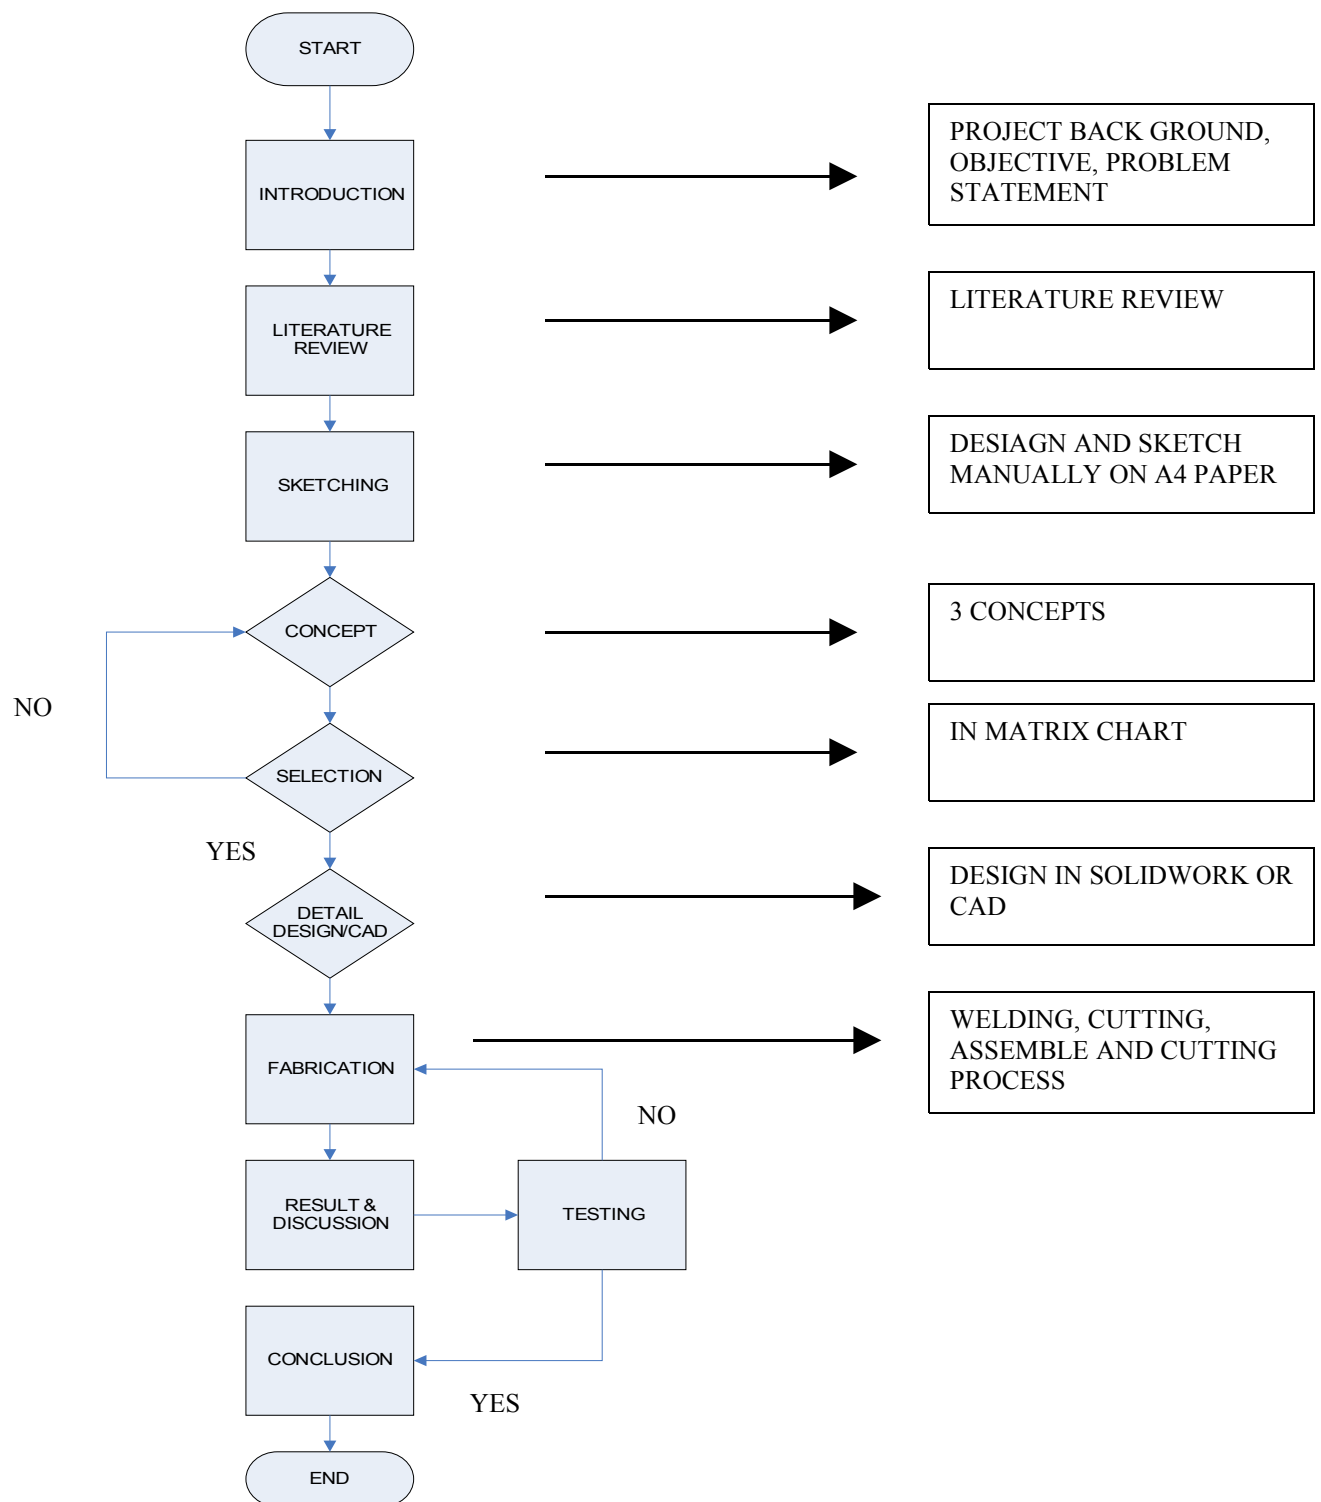 START
INTRODUCTION
PROJECT BACK GROUND,
OBJECTIVE, PROBLEM
STATEMENT
LITERATURE
REVIEW
LITERATURE REVIEW
SKETCHING
DESIAGN AND SKETCH
MANUALLY ON A4 PAPER
CONCEPT
3 CONCEPTS
NO
SELECTION
IN MATRIX CHART
YES
DETAIL
DESIGN/CAD
DESIGN IN SOLIDWORK OR
CAD
FABRICATION
WELDING, CUTTING,
ASSEMBLE AND CUTTING
PROCESS
NO
RESULT &
DISCUSSION
TESTING
CONCLUSION
YES
END